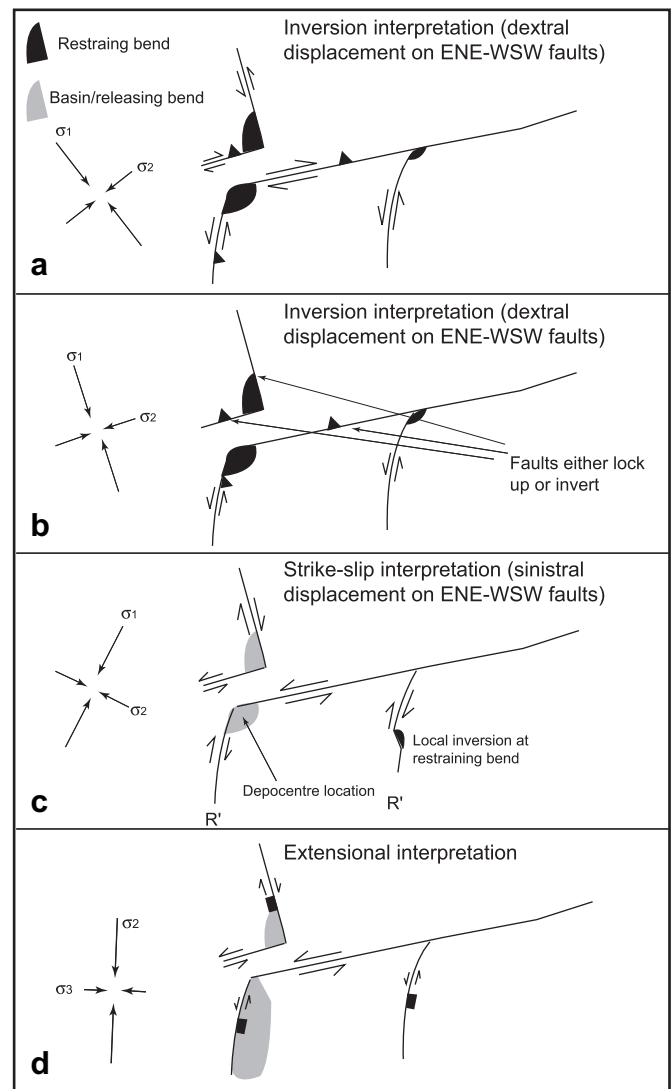 Restraing bend
Basin/releasing bend
Inversion interpretation (dextral
displacement on ENE-WSW faults)
σ1
σ2
a
Inversion interpretation (dextral
displacement on ENE-WSW faults)
σ1
σ2
Faults either lock
up or invert
b
Strike-slip interpretation (sinistral
displacement on ENE-WSW faults)
σ1
σ2
Local inversion at
restraining bend
Depocentre location
R'
R'
c
Extensional interpretation
σ2
σ3
d